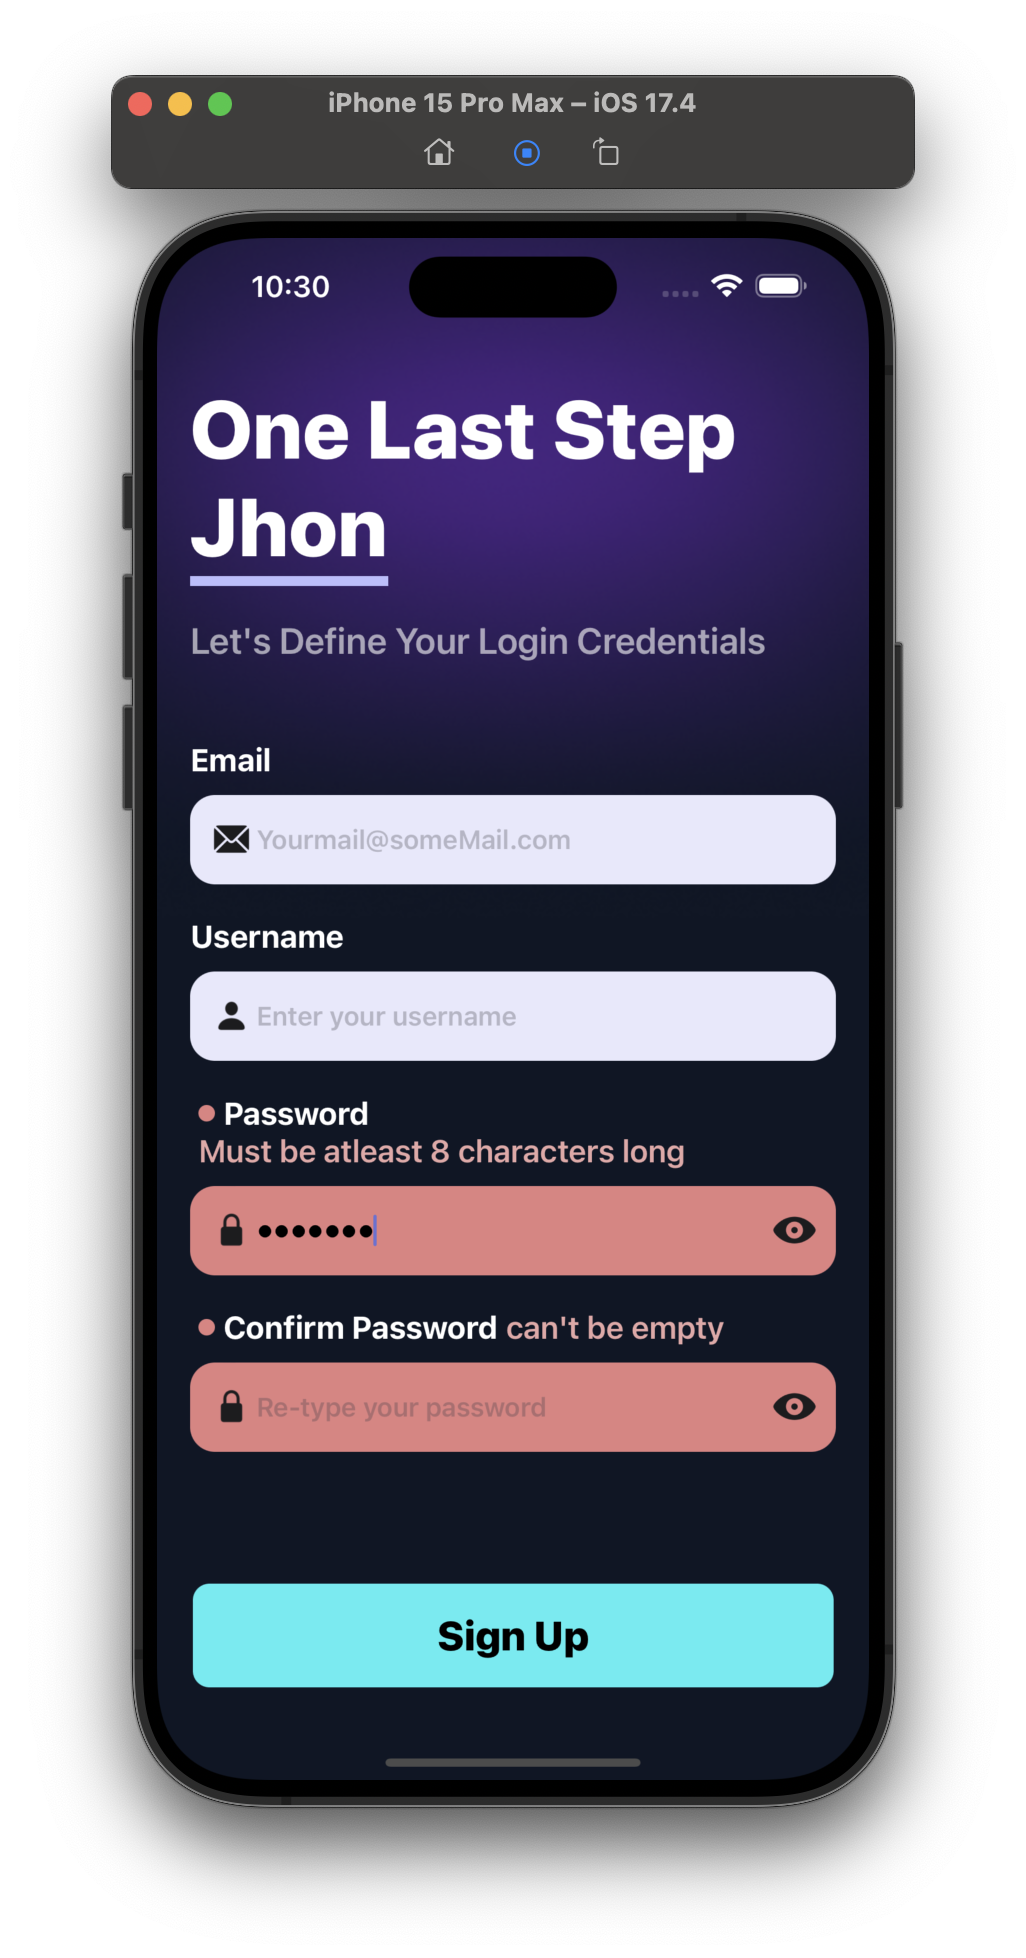 iPhone 15 Pro Max – iOS 17.4
10:30
One Last Step
Jhon
Let's Define Your Login Credentials
Email
Yourmail@someMail.com
Username
Enter your username
Password
Must be atleast 8 characters long
•••••••
Confirm Password can't be empty
Re-type your password
Sign Up